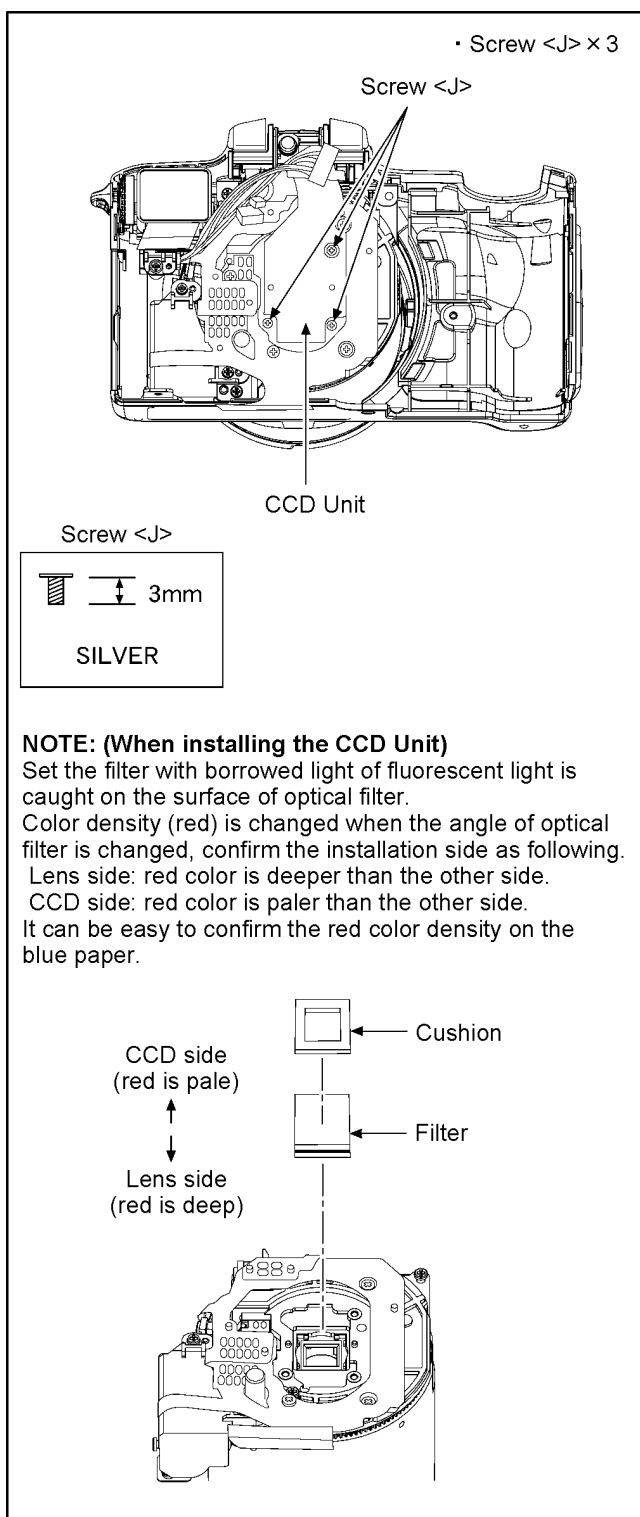 · Screw <J> × 3
Screw <J>
CCD Unit
Screw <J>
3mm
SILVER
NOTE: (When installing the CCD Unit)
Set the filter with borrowed light of fluorescent light is
caught on the surface of optical filter.
Color density (red) is changed when the angle of optical
filter is changed, confirm the installation side as following.
Lens side: red color is deeper than the other side.
CCD side: red color is paler than the other side.
It can be easy to confirm the red color density on the
blue paper.
Cushion
CCD side
(red is pale)
Filter
Lens side
(red is deep)